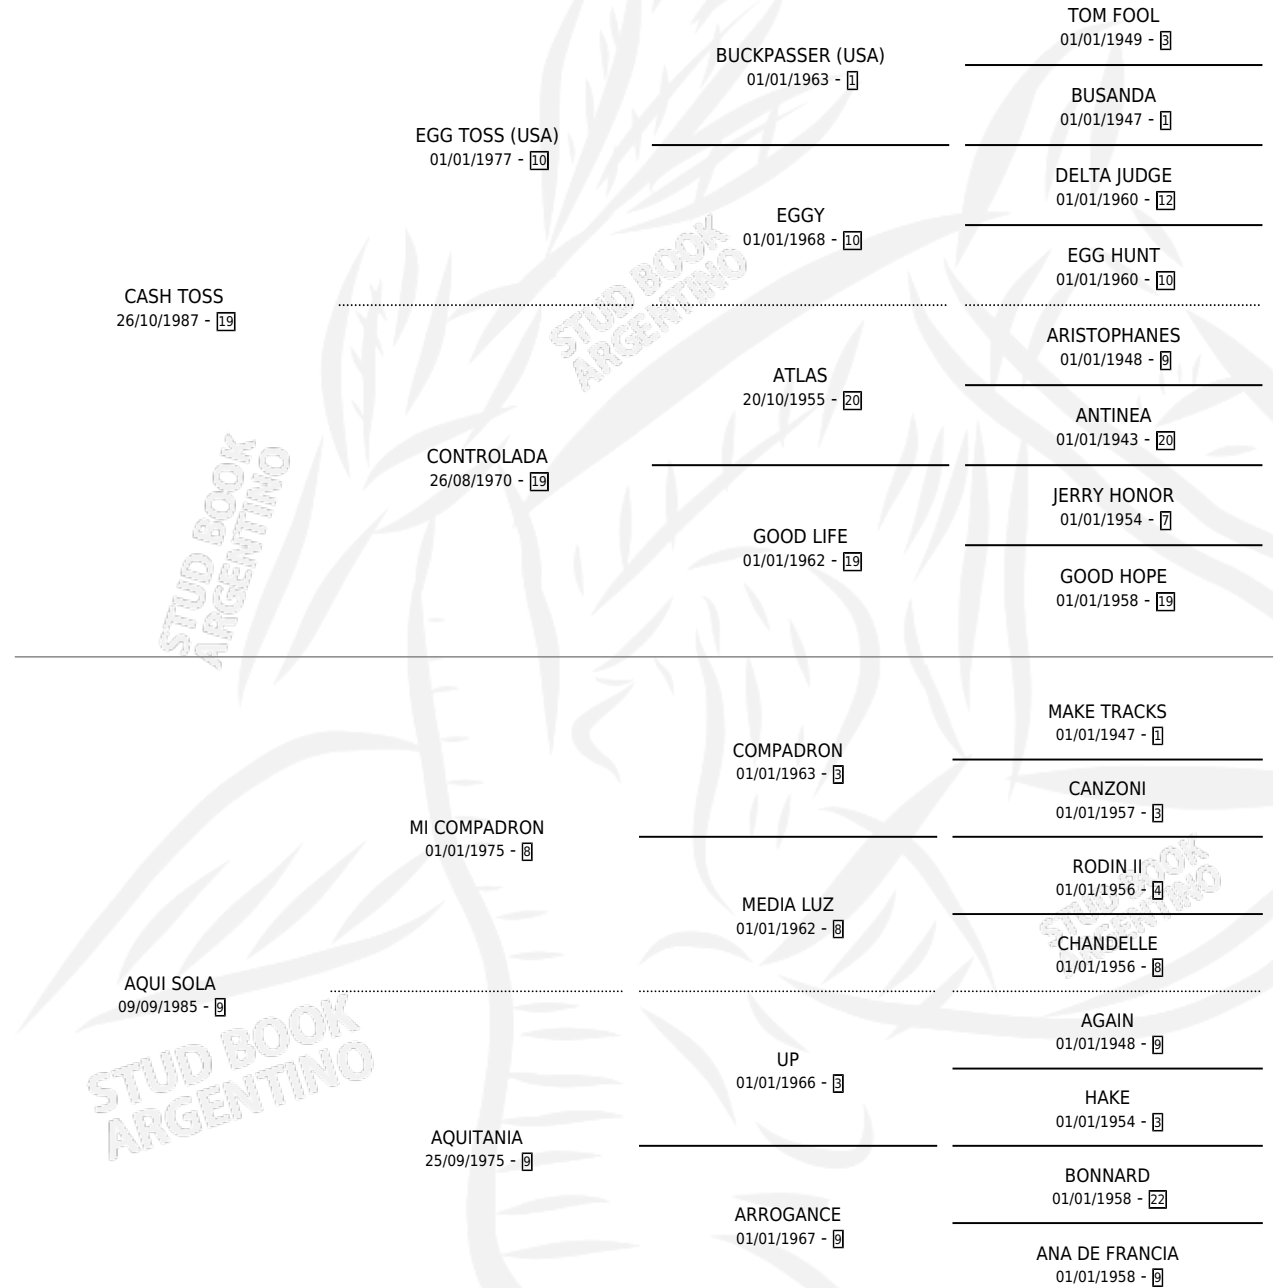 TOM FOOL
01/01/1949 - 3
BUCKPASSER (USA)
01/01/1963 - 1
BUSANDA
01/01/1947 - 1
EGG TOSS (USA)
01/01/1977 - 10
DELTA JUDGE
01/01/1960 - 12
EGGY
01/01/1968 - 10
EGG HUNT
01/01/1960 - 10
CASH TOSS
26/10/1987 - 19
ARISTOPHANES
01/01/1948 - 9
ATLAS
20/10/1955 - 20
ANTINEA
01/01/1943 - 20
CONTROLADA
26/08/1970 - 19
JERRY HONOR
01/01/1954 - 7
GOOD LIFE
01/01/1962 - 19
GOOD HOPE
01/01/1958 - 19
MAKE TRACKS
01/01/1947 - 1
COMPADRON
01/01/1963 - 3
CANZONI
01/01/1957 - 3
MI COMPADRON
01/01/1975 - 8
RODIN II
01/01/1956 - 4
MEDIA LUZ
01/01/1962 - 8
CHANDELLE
01/01/1956 - 8
AQUI SOLA
09/09/1985 - 9
AGAIN
01/01/1948 - 9
UP
01/01/1966 - 3
HAKE
01/01/1954 - 3
AQUITANIA
25/09/1975 - 9
BONNARD
01/01/1958 - 22
ARROGANCE
01/01/1967 - 9
ANA DE FRANCIA
01/01/1958 - 9
STUD BOOK
ARGENTINO
STUD BOOK
ARGENTINO
STUD BOOK
ARGENTINO
STUD BOOK
ARGENTINO